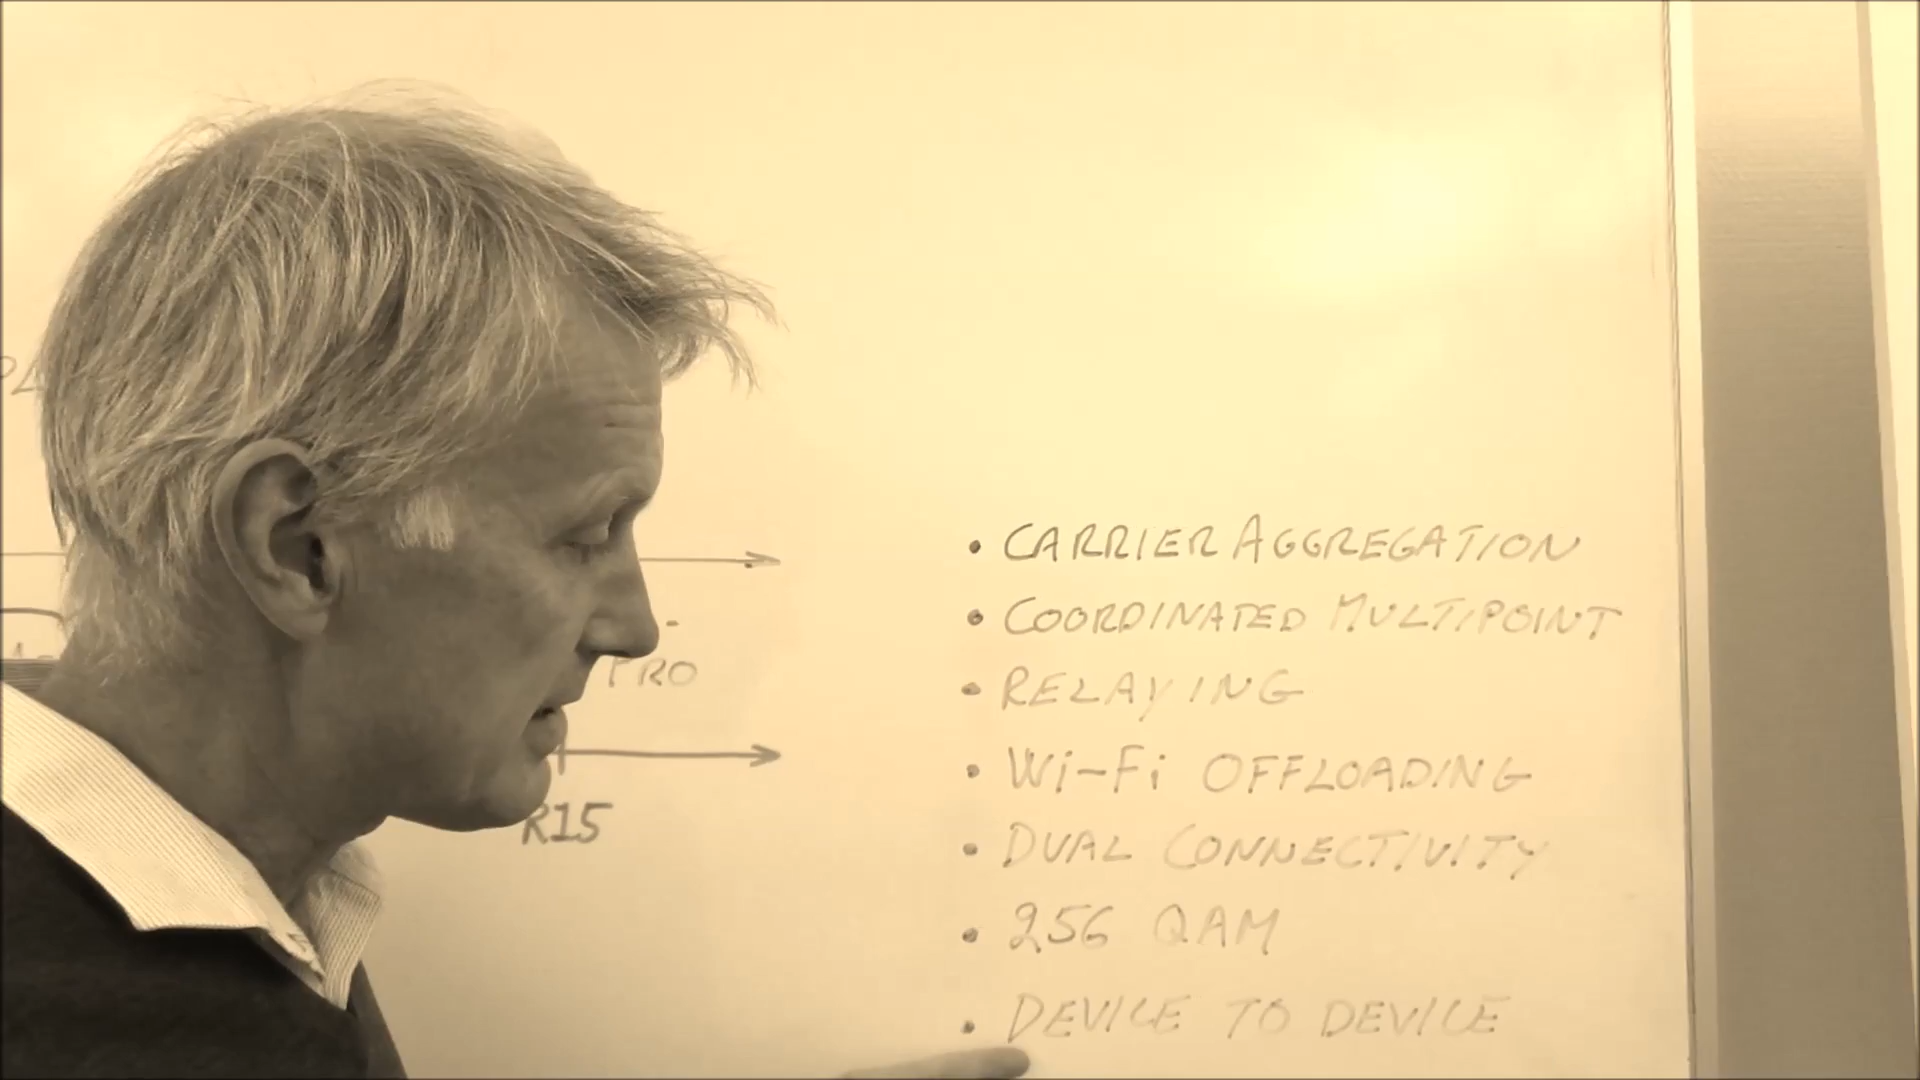 • CARRIER AGGREGATION
• COORDINATED MULTIPOINT
• RELAYING
• Wi-Fi OFFLOADING
• DUAL CONNECTIVITY
• 256 QAM
• DEVICE TO DEVICE
PRO
R15